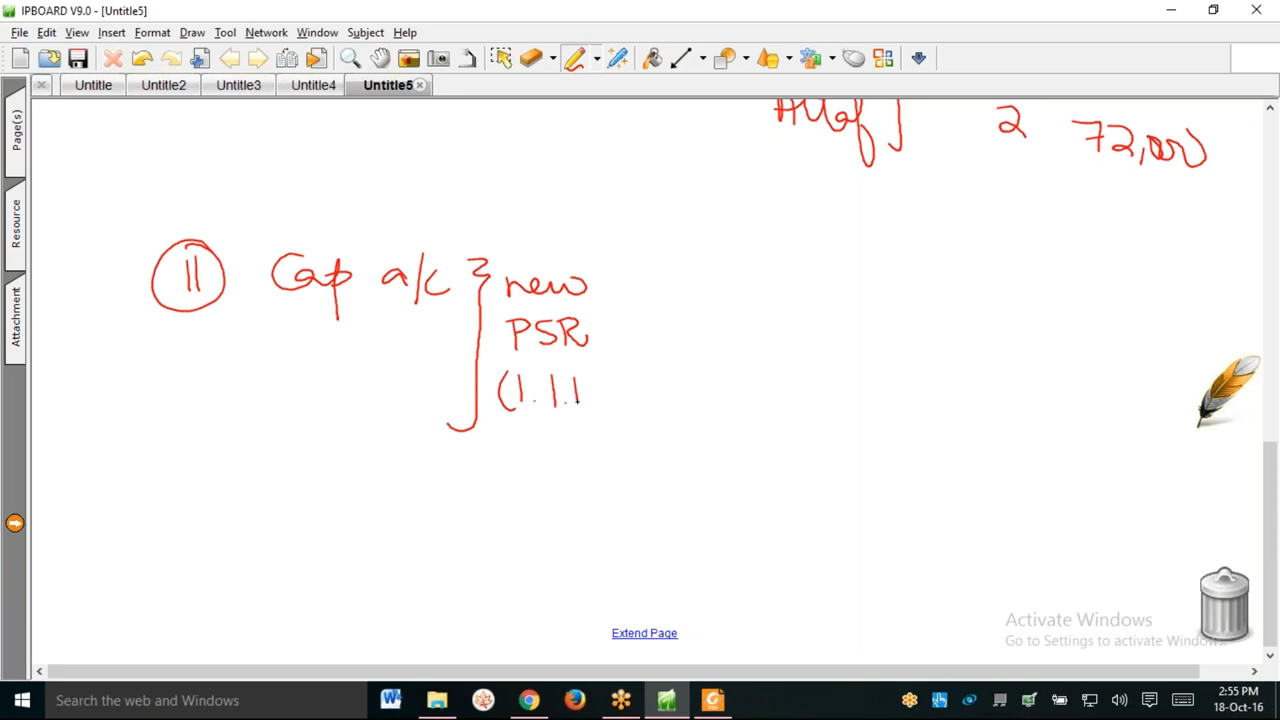 IPBOARD V9.0 - [Untitle5]
File Edit View Insert Format Draw Tool Network Window Subject Help
Untitle Untitle2 Untitle3 Untitle4 Untitle5
Page(s)
Resource
Attachment
2 72,000
11 Cap a/c } new
PSR
(1.1.1
Extend Page
Activate Windows
Go to Settings to activate Windows.
Search the web and Windows
2:55 PM
18-Oct-16